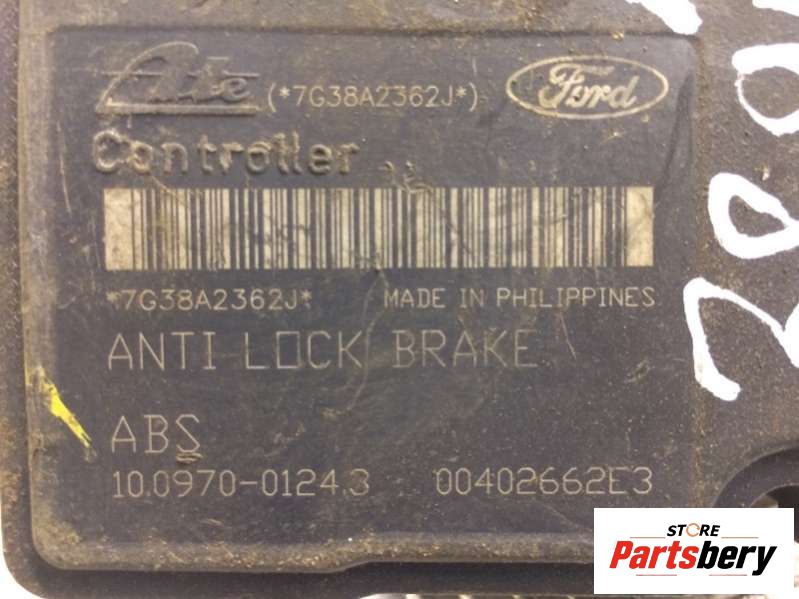 Ate (*7G38A2362J*) Ford
Controller
*7G38A2362J* MADE IN PHILIPPINES
ANTI LOCK BRAKE
ABS
10.0970-0124.3 00402662E3
STORE
Partsbery